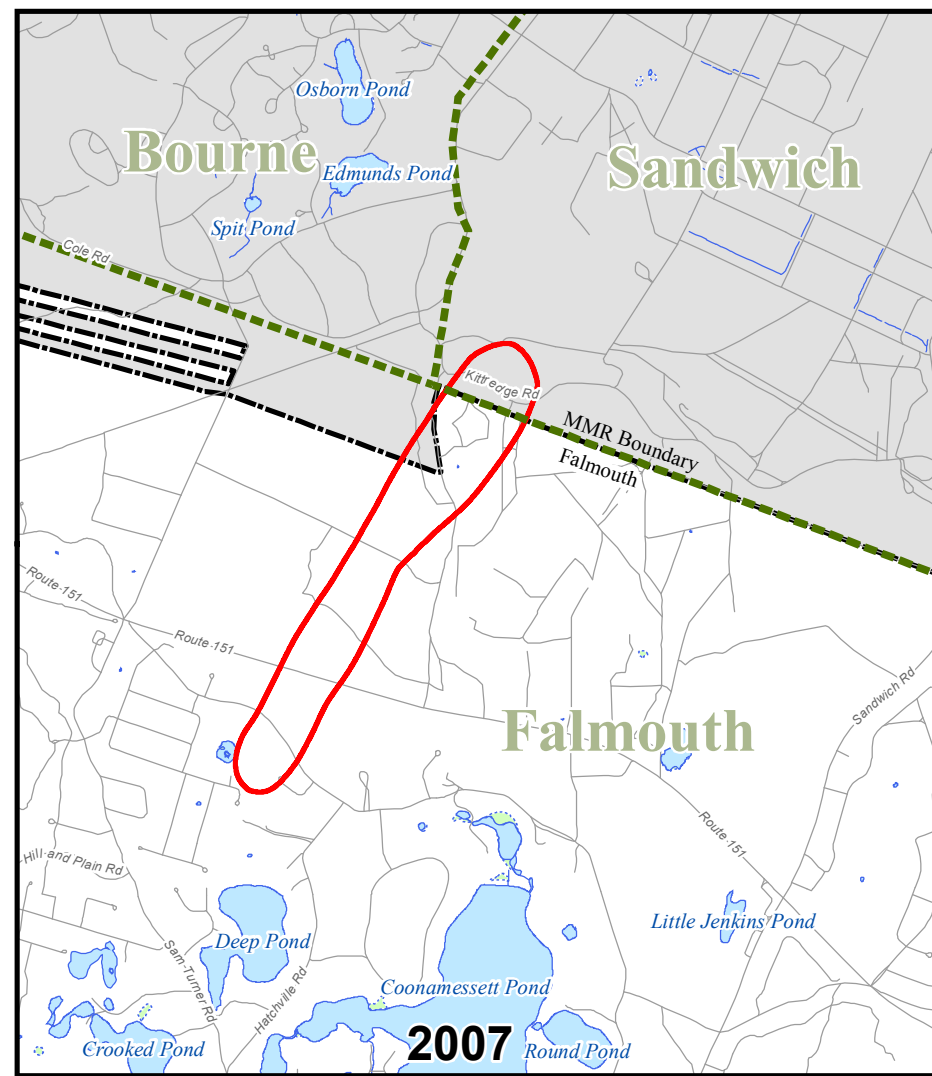 Osborn Pond
Bourne
Edmunds Pond
Sandwich
Spit Pond
Cole Rd
Kittredge Rd
MMR Boundary
Falmouth
Route 151
Route 151
Sandwich Rd
Falmouth
Route 151
Hill and Plain Rd
Little Jenkins Pond
Deep Pond
Sam Turner Rd
Hatchville Rd
Coonamessett Pond
Crooked Pond
2007
Round Pond